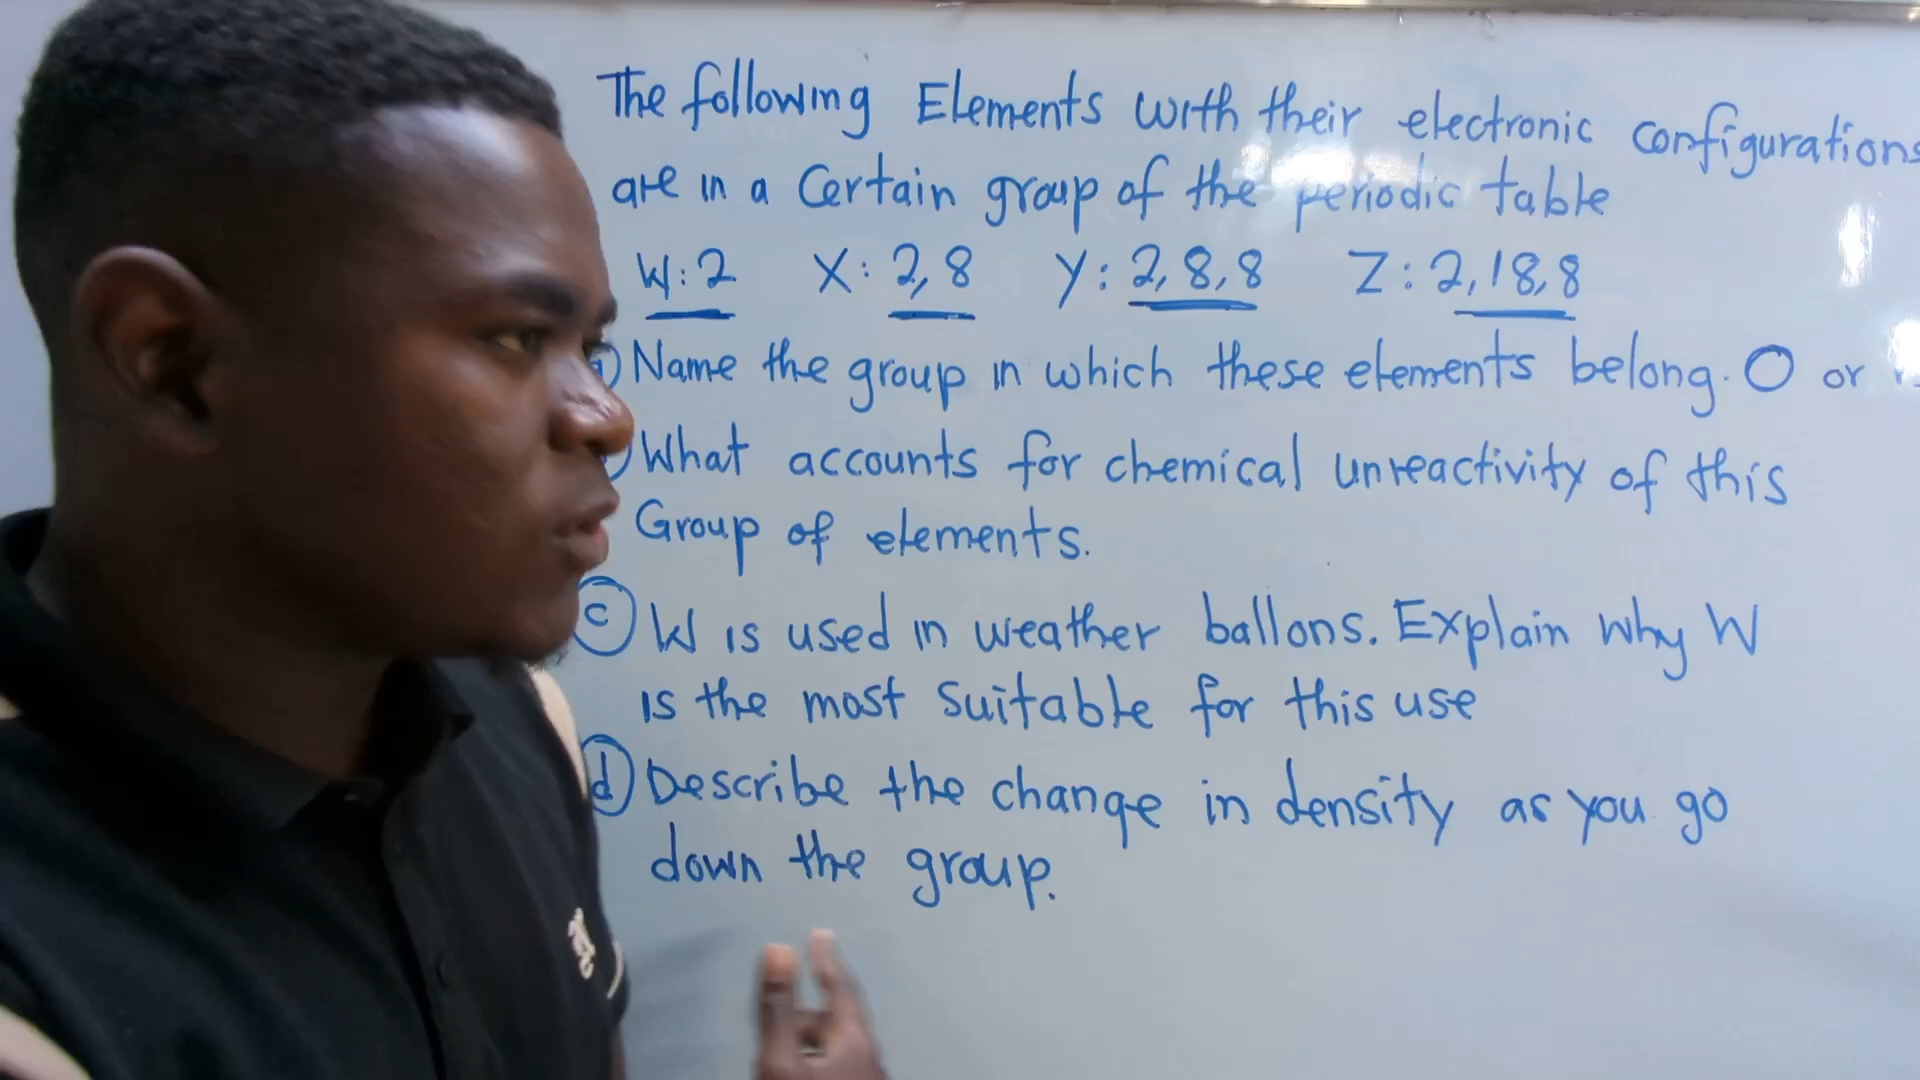 The following Elements with their electronic configurations
are in a Certain group of the periodic table
W: 2 X: 2, 8 Y: 2, 8, 8 Z: 2, 18, 8
Name the group in which these elements belong. O or
What accounts for chemical unreactivity of this
Group of elements.
c W is used in weather ballons. Explain why W
is the most suitable for this use
d Describe the change in density as you go
down the group.